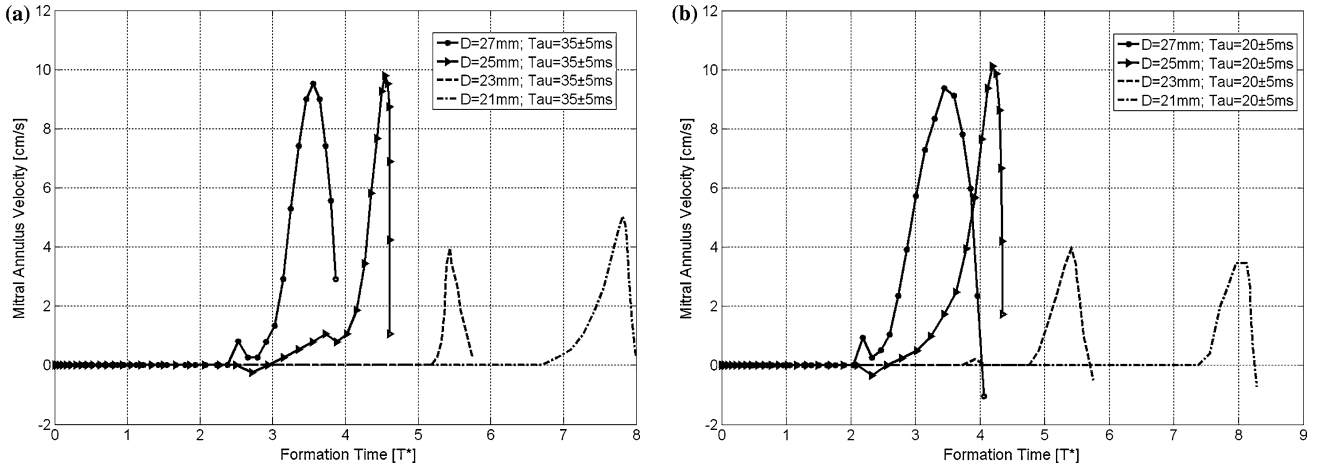 (a)
12
10
8
6
4
2
0
-2
Mitral Annulus Velocity [cm/s]
D=27mm; Tau=35±5ms
D=25mm; Tau=35±5ms
D=23mm; Tau=35±5ms
D=21mm; Tau=35±5ms
0 1 2 3 4 5 6 7 8
Formation Time [T*]
(b)
12
10
8
6
4
2
0
-2
Mitral Annulus Velocity [cm/s]
D=27mm; Tau=20±5ms
D=25mm; Tau=20±5ms
D=23mm; Tau=20±5ms
D=21mm; Tau=20±5ms
0 1 2 3 4 5 6 7 8 9
Formation Time [T*]